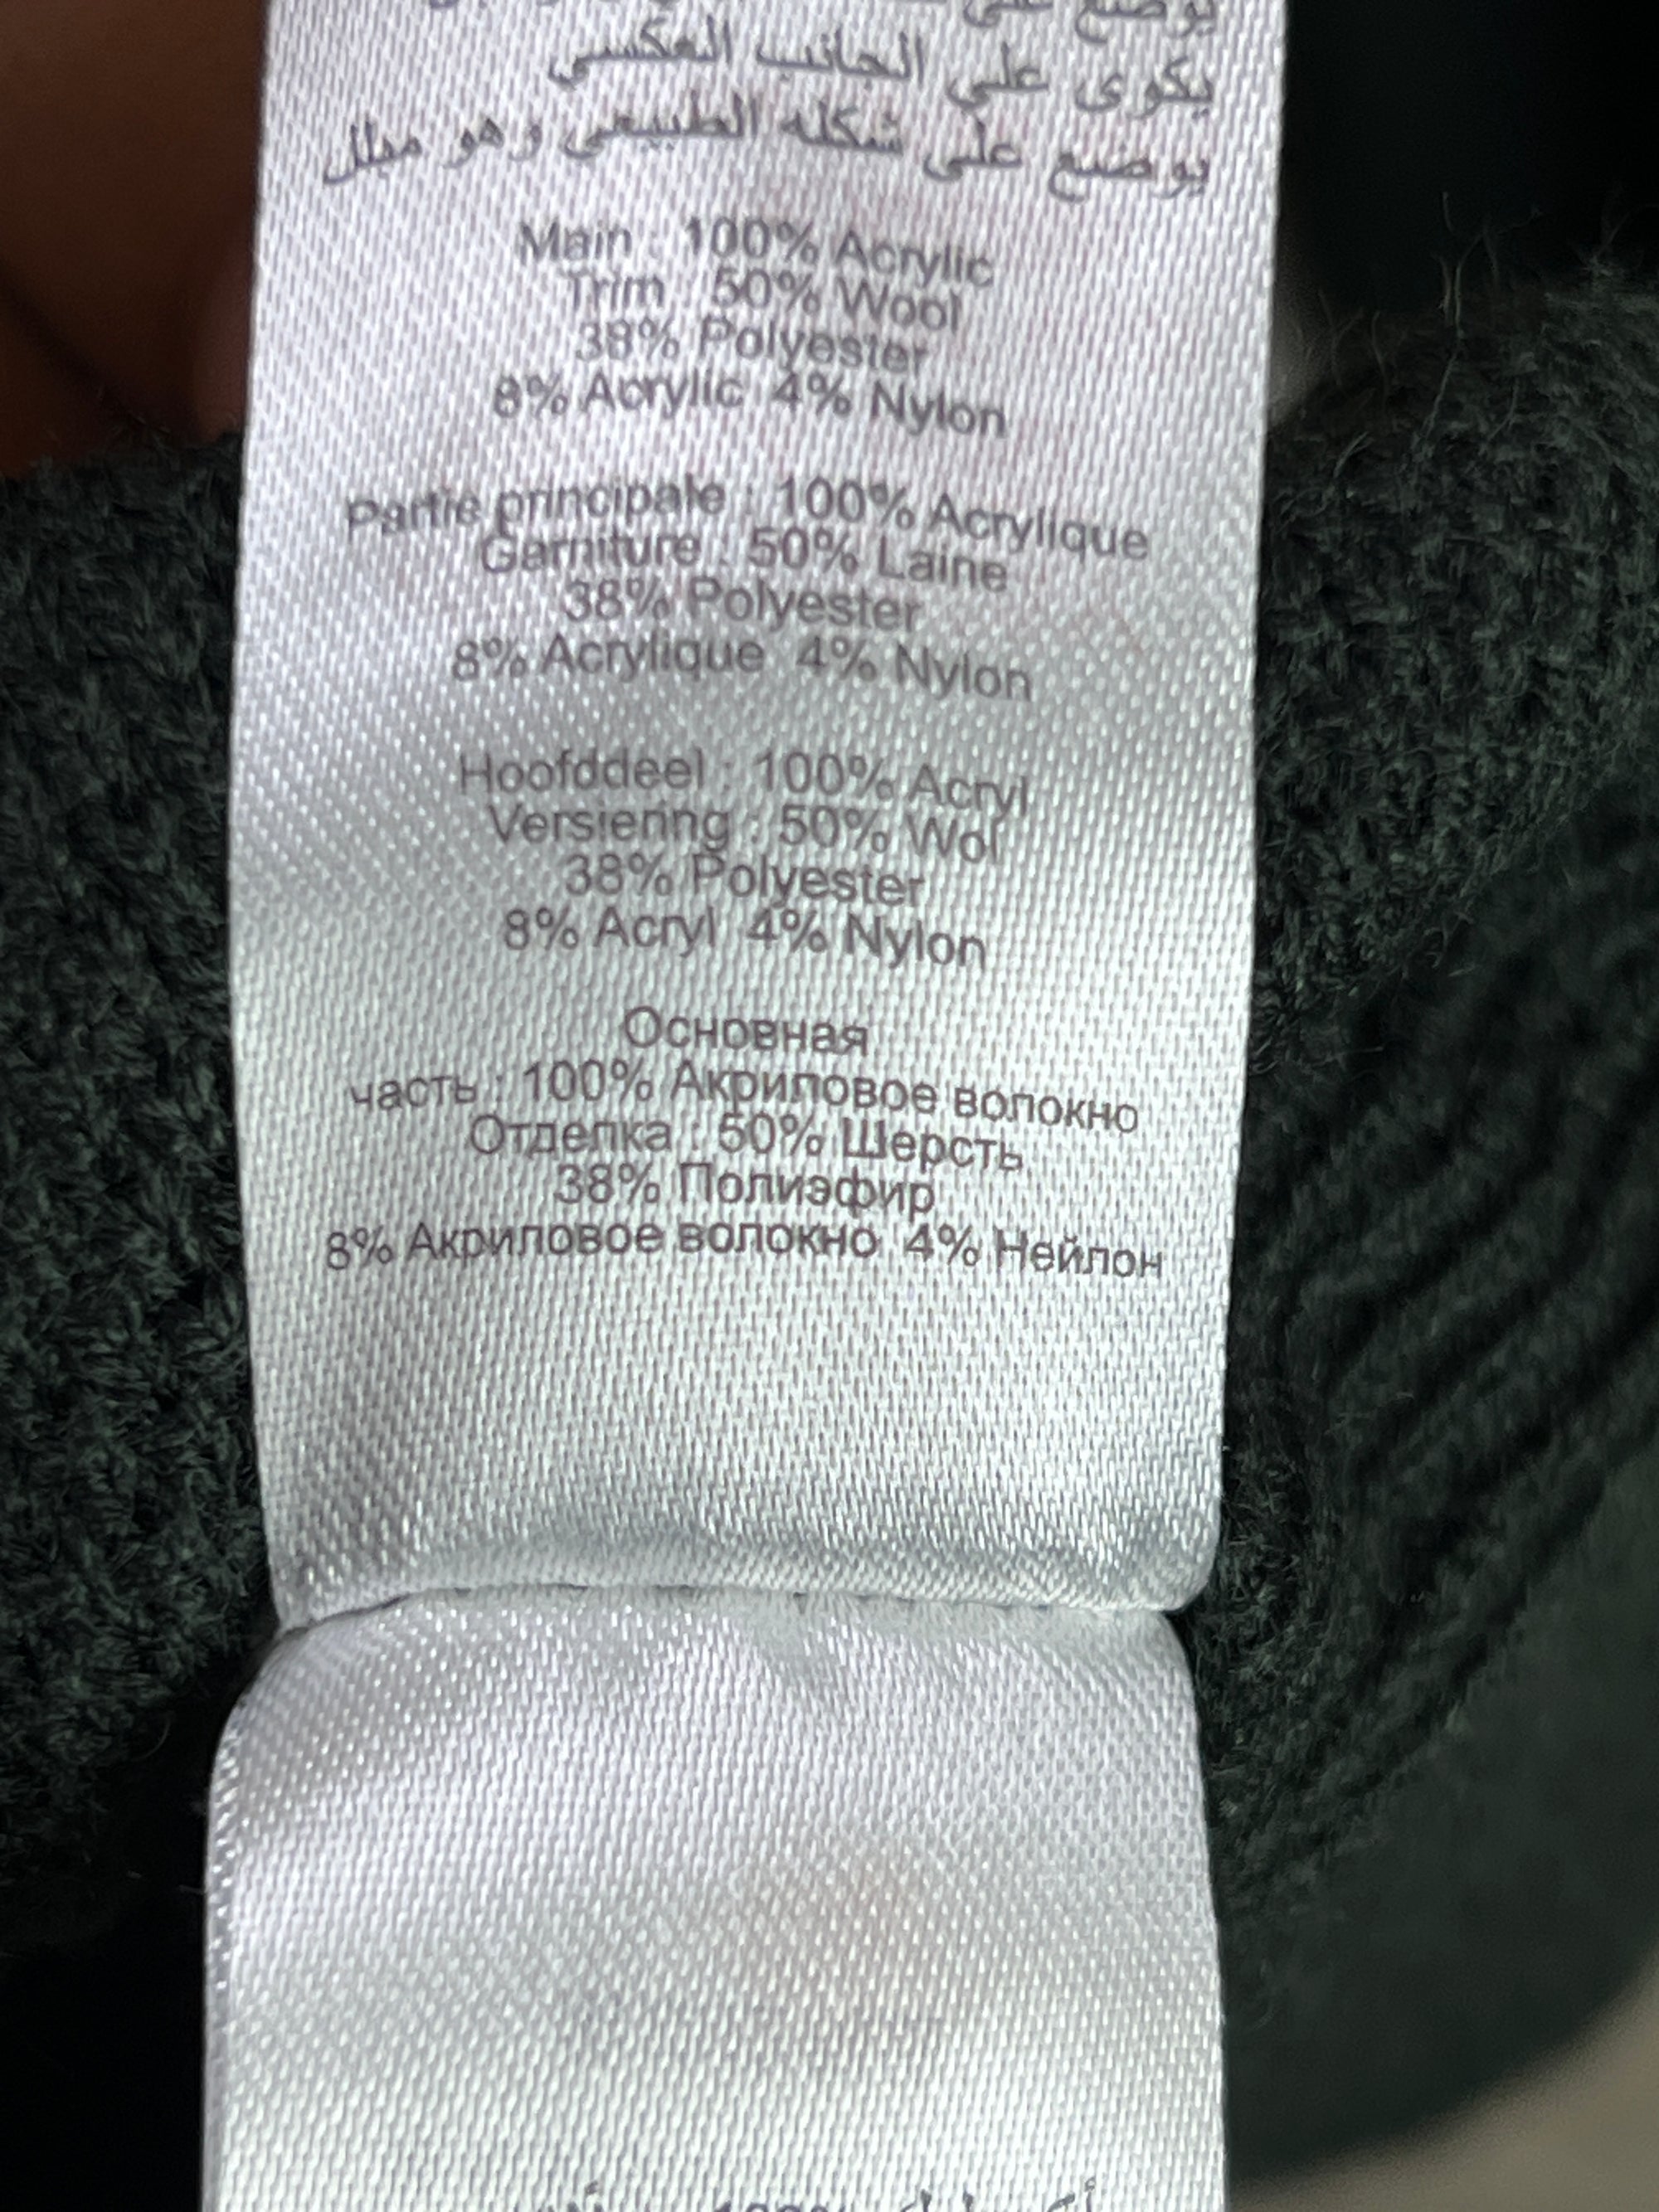 يوضع على
يكوى على الجانب العكسي
يوضع على شكله الطبيعي وهو مبلل
Main : 100% Acrylic
Trim : 50% Wool
38% Polyester
8% Acrylic 4% Nylon
Partie principale : 100% Acrylique
Garniture : 50% Laine
38% Polyester
8% Acrylique 4% Nylon
Hoofddeel : 100% Acryl
Versiering : 50% Wol
38% Polyester
8% Acryl 4% Nylon
Основная
часть : 100% Акриловое волокно
Отделка : 50% Шерсть
38% Полиэфир
8% Акриловое волокно 4% Нейлон